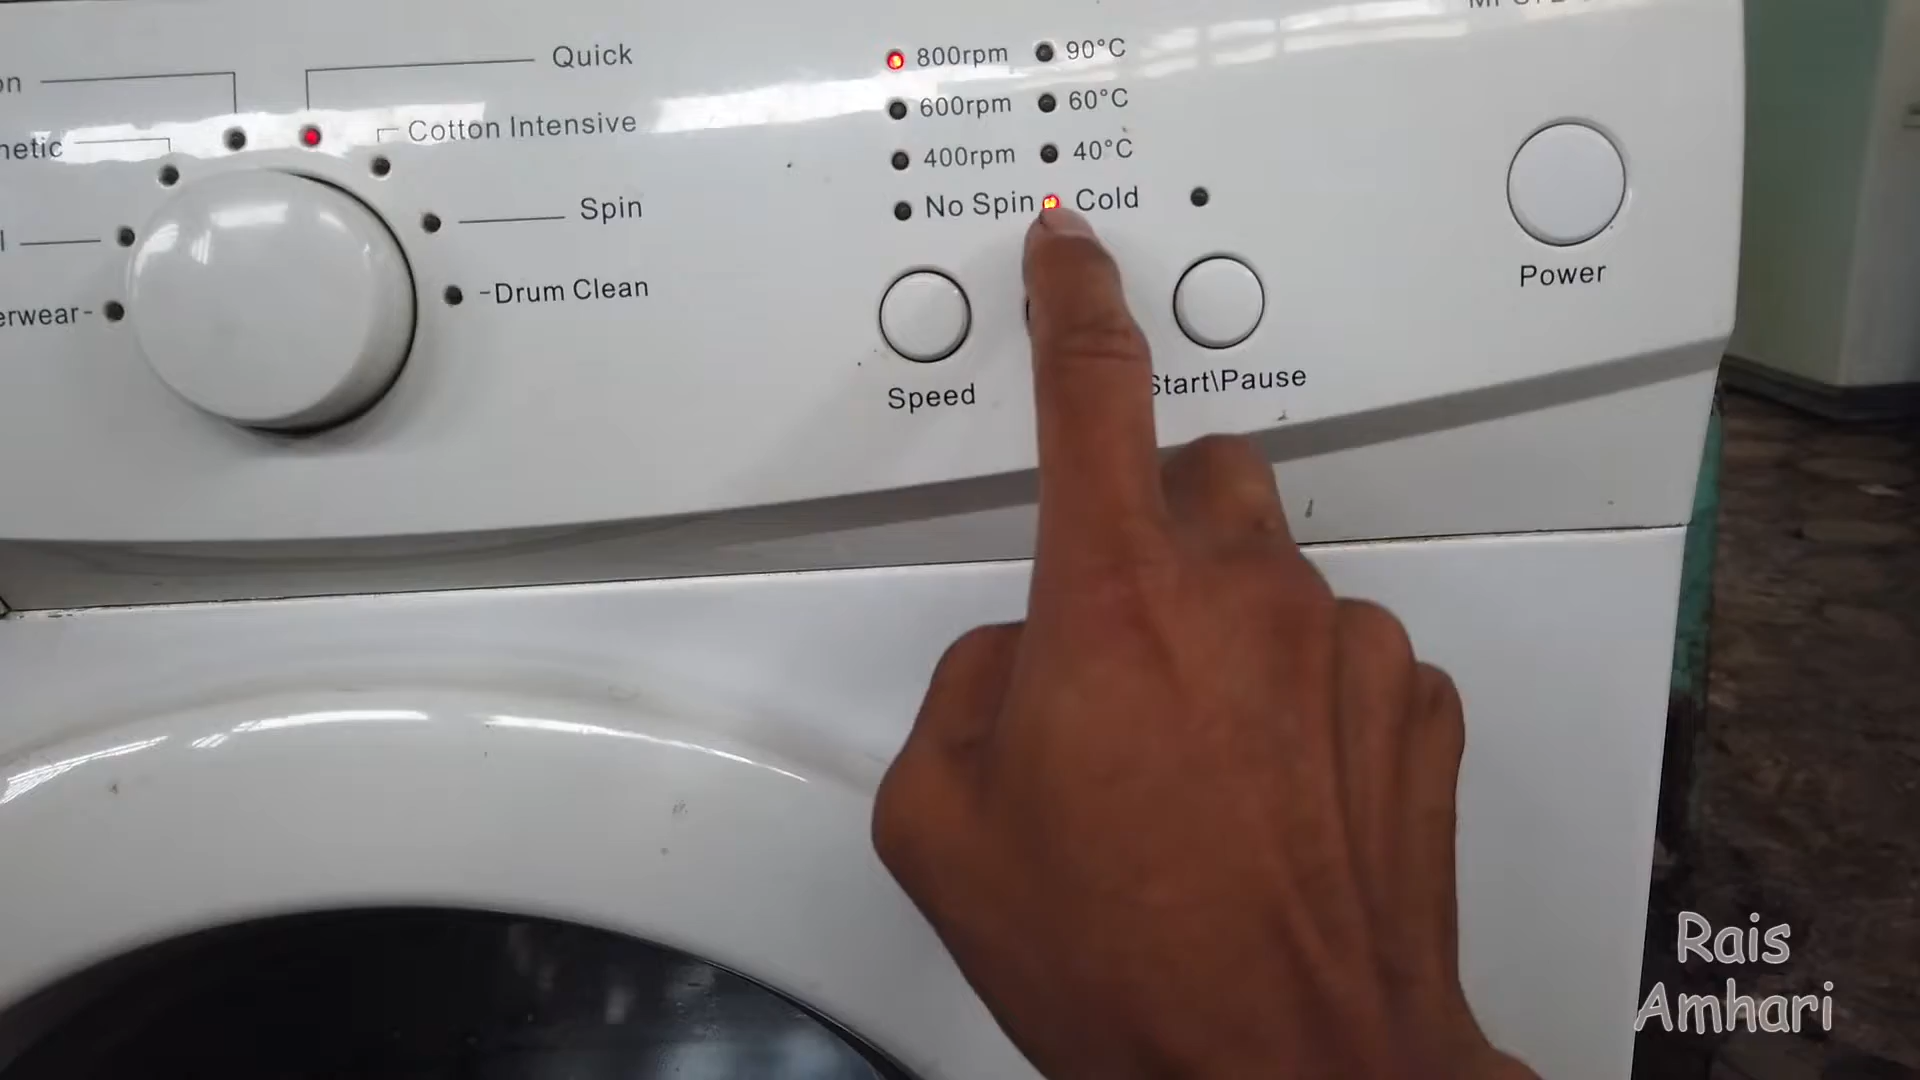 Quick
Cotton Intensive
Spin
-Drum Clean
800rpm
90°C
600rpm
60°C
400rpm
40°C
No Spin
Cold
Speed
Start\Pause
Power
Rais
Amhari